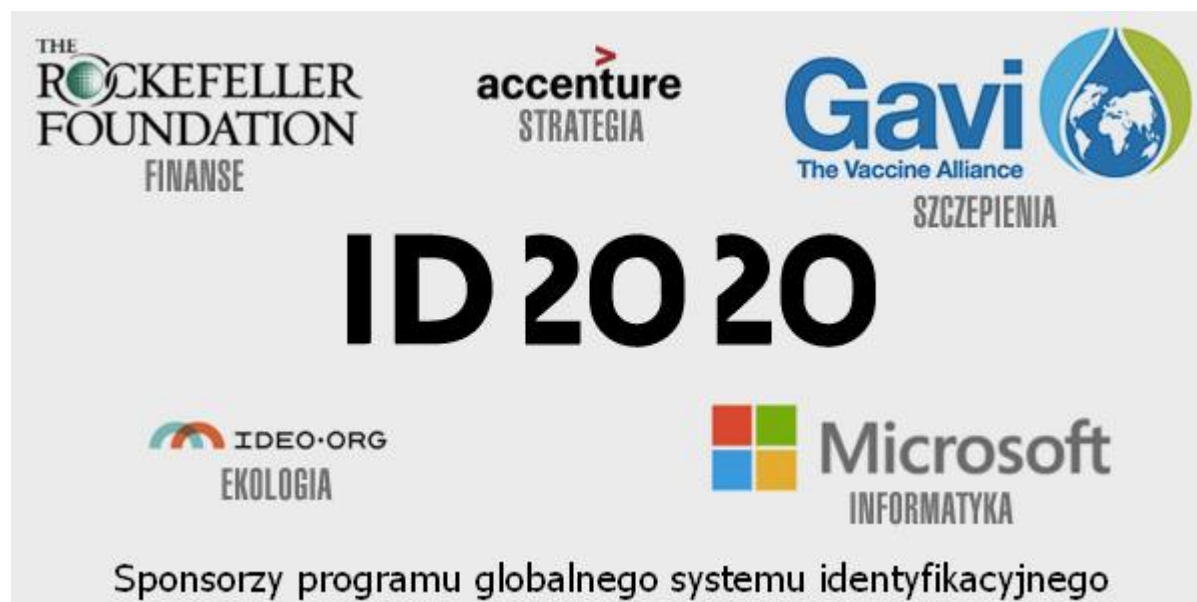 THE
ROCKEFELLER
FOUNDATION
FINANSE
>
accenture
STRATEGIA
Gavi
The Vaccine Alliance
SZCZEPIENIA
ID2020
IDEO·ORG
EKOLOGIA
Microsoft
INFORMATYKA
Sponsorzy programu globalnego systemu identyfikacyjnego